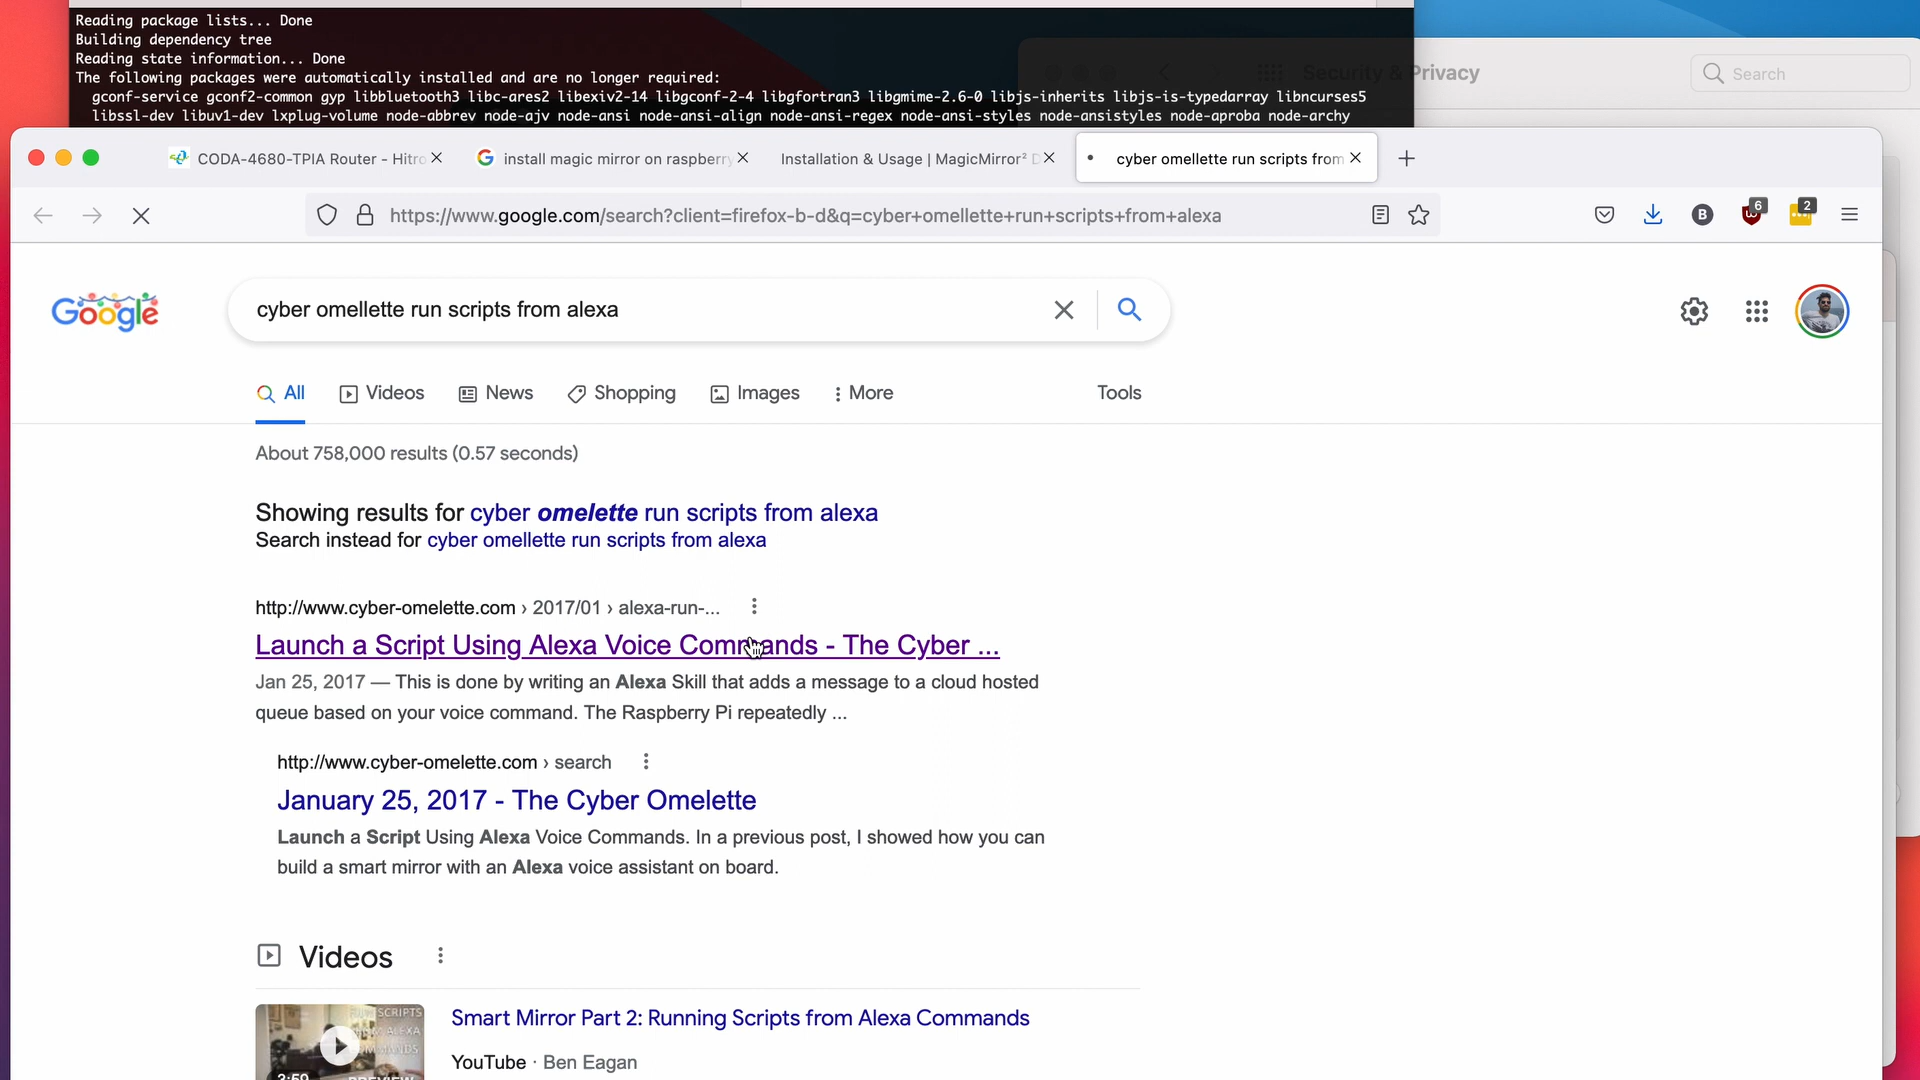 Reading package lists... Done
Building dependency tree
Reading state information... Done
The following packages were automatically installed and are no longer required:
gconf-service gconf2-common gyp libbluetooth3 libc-ares2 libexiv2-14 libgconf-2-4 libgfortran3 libgmime-2.6-0 libjs-inherits libjs-is-typedarray libncurses5
libssl-dev libuv1-dev lxplug-volume node-abbrev node-ajv node-ansi node-ansi-align node-ansi-regex node-ansi-styles node-ansistyles node-aproba node-archy
Security & Privacy
Search
CODA-4680-TPIA Router - Hitro
install magic mirror on raspberry
Installation & Usage | MagicMirror² D
cyber omellette run scripts from
https://www.google.com/search?client=firefox-b-d&q=cyber+omellette+run+scripts+from+alexa
B
6
2
Google
cyber omellette run scripts from alexa
All
Videos
News
Shopping
Images
More
Tools
About 758,000 results (0.57 seconds)
Showing results for cyber omelette run scripts from alexa
Search instead for cyber omellette run scripts from alexa
http://www.cyber-omelette.com › 2017/01 › alexa-run-...
Launch a Script Using Alexa Voice Commands - The Cyber ...
Jan 25, 2017 — This is done by writing an Alexa Skill that adds a message to a cloud hosted
queue based on your voice command. The Raspberry Pi repeatedly ...
http://www.cyber-omelette.com › search
January 25, 2017 - The Cyber Omelette
Launch a Script Using Alexa Voice Commands. In a previous post, I showed how you can
build a smart mirror with an Alexa voice assistant on board.
Videos
RUN SCRIPTS
FROM ALEXA
COMMANDS
3:59
PREVIEW
Smart Mirror Part 2: Running Scripts from Alexa Commands
YouTube · Ben Eagan